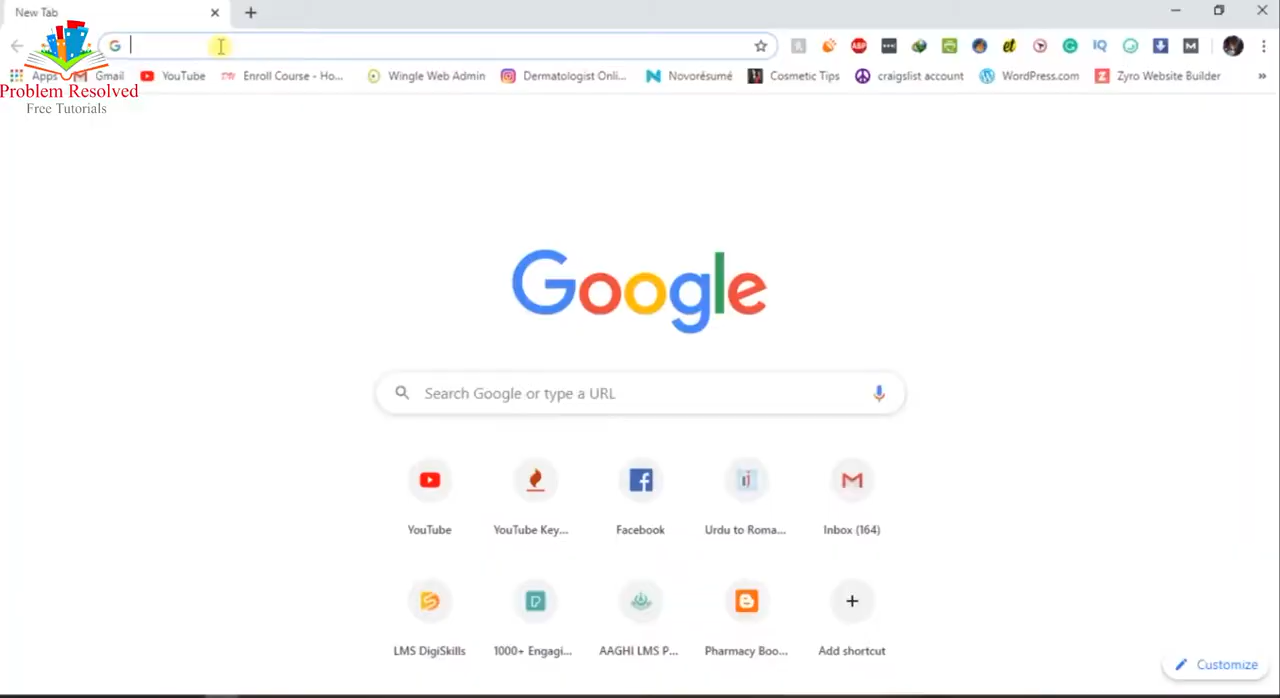 New Tab
Problem Resolved
Free Tutorials
Apps
Gmail
YouTube
Enroll Course - Ho...
Wingle Web Admin
Dermatologist Onli...
Novorésumé
Cosmetic Tips
craigslist account
WordPress.com
Zyro Website Builder
Google
Search Google or type a URL
YouTube
YouTube Key...
Facebook
Urdu to Roma...
Inbox (164)
LMS DigiSkills
1000+ Engagi...
AAGHI LMS P...
Pharmacy Boo...
Add shortcut
Customize